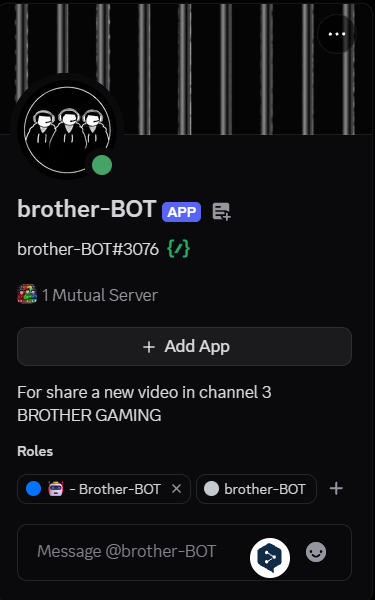 brother-BOT APP
brother-BOT#3076
1 Mutual Server
+ Add App
For share a new video in channel 3
BROTHER GAMING
Roles
- Brother-BOT × brother-BOT +
Message @brother-BOT